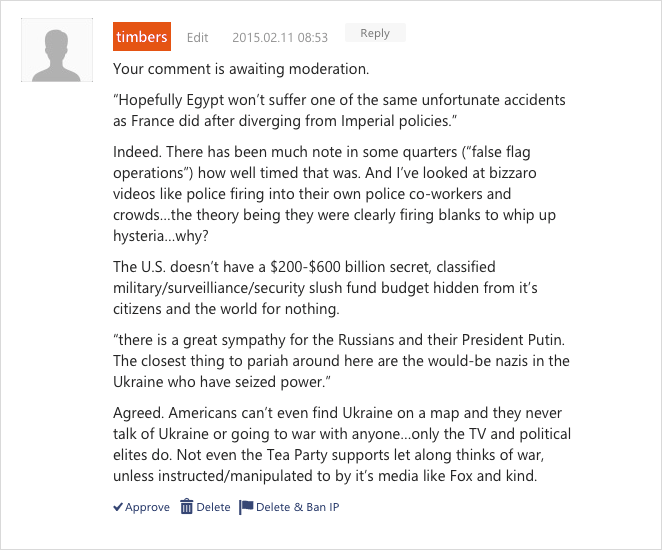 timbers Edit 2015.02.11 08:53 Reply
Your comment is awaiting moderation.
“Hopefully Egypt won’t suffer one of the same unfortunate accidents
as France did after diverging from Imperial policies.”
Indeed. There has been much note in some quarters (“false flag
operations”) how well timed that was. And I’ve looked at bizzaro
videos like police firing into their own police co-workers and
crowds…the theory being they were clearly firing blanks to whip up
hysteria…why?
The U.S. doesn’t have a $200-$600 billion secret, classified
military/surveilliance/security slush fund budget hidden from it’s
citizens and the world for nothing.
“there is a great sympathy for the Russians and their President Putin.
The closest thing to pariah around here are the would-be nazis in the
Ukraine who have seized power.”
Agreed. Americans can’t even find Ukraine on a map and they never
talk of Ukraine or going to war with anyone…only the TV and political
elites do. Not even the Tea Party supports let along thinks of war,
unless instructed/manipulated to by it’s media like Fox and kind.
Approve Delete Delete & Ban IP